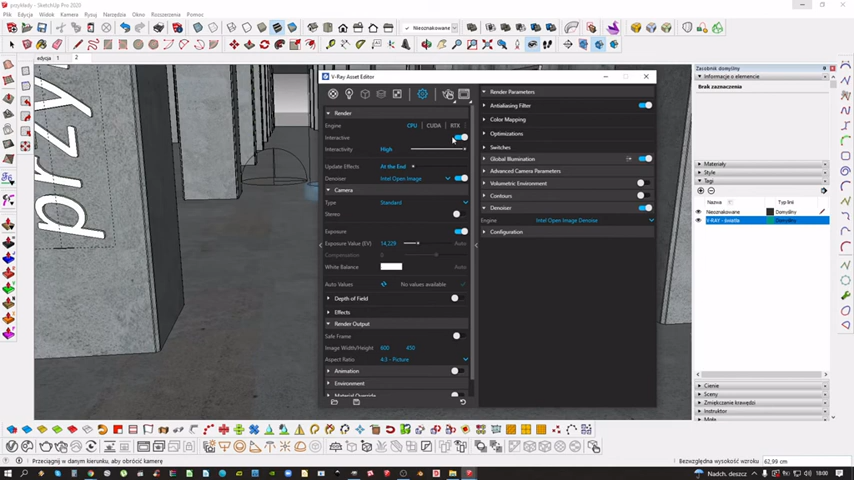 przykłady - SketchUp Pro 2020
Plik Edycja Widok Kamera Rysuj Narzędzia Okno Rozszerzenia Pomoc
Nieoznakowane
edycja 1 2
V-Ray Asset Editor
Zasobnik domyślny
Informacje o elemencie
Brak zaznaczenia
Render
Engine CPU CUDA RTX
Interactive
Interactivity High
Update Effects At the End
Denoiser Intel Open Image
Camera
Type Standard
Stereo
Exposure
Exposure Value (EV) 14,229 Auto
Compensation 0 Auto
White Balance Auto
Auto Values No values available
Depth of Field
Effects
Render Output
Safe Frame
Image Width/Height 600 450
Aspect Ratio 4:3 - Picture
Animation
Environment
Material Override
Render Parameters
Antialiasing Filter
Color Mapping
Optimizations
Switches
Global Illumination
Advanced Camera Parameters
Volumetric Environment
Contours
Denoiser
Engine Intel Open Image Denoise
Configuration
Materiały
Style
Tagi
Nazwa Typ linii
Nieoznakowane Domyślny
V-RAY - światła Domyślny
Cienie
Sceny
Zmiękczanie krawędzi
Instruktor
przy
Przeciągnij w danym kierunku, aby obrócić kamerę
Bezwzględna wysokość wzroku 62,99 cm
Nadch. deszcz
18:00